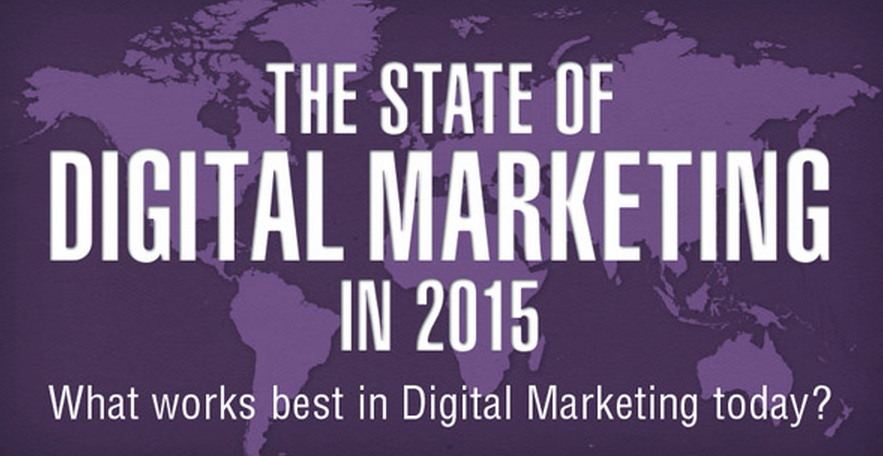 THE STATE OF
DIGITAL MARKETING
IN 2015
What works best in Digital Marketing today?